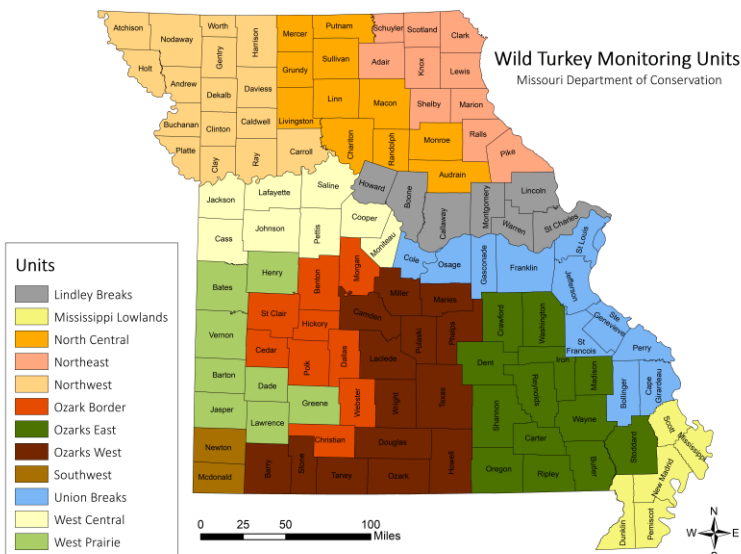 Wild Turkey Monitoring Units
Missouri Department of Conservation
Atchison
Nodaway
Worth
Gentry
Harrison
Mercer
Putnam
Schuyler
Scotland
Clark
Holt
Andrew
Dekalb
Daviess
Grundy
Sullivan
Adair
Knox
Lewis
Buchanan
Clinton
Caldwell
Livingston
Linn
Macon
Shelby
Marion
Platte
Clay
Ray
Carroll
Chariton
Randolph
Monroe
Ralls
Pike
Audrain
Jackson
Lafayette
Saline
Howard
Boone
Callaway
Montgomery
Lincoln
Warren
St Charles
Cass
Johnson
Pettis
Cooper
Moniteau
Cole
Osage
Gasconade
Franklin
St Louis
Jefferson
Bates
Henry
Benton
Morgan
Miller
Maries
Camden
Pulaski
Phelps
Crawford
Washington
Ste Genevieve
St Francois
Perry
Vernon
St Clair
Hickory
Cedar
Polk
Dallas
Laclede
Dent
Iron
Madison
Bollinger
Cape Girardeau
Barton
Dade
Greene
Webster
Wright
Texas
Shannon
Reynolds
Wayne
Jasper
Lawrence
Christian
Douglas
Howell
Carter
Stoddard
Scott
Mississippi
Newton
Mcdonald
Barry
Stone
Taney
Ozark
Oregon
Ripley
Butler
New Madrid
Dunklin
Pemiscot
Units
Lindley Breaks
Mississippi Lowlands
North Central
Northeast
Northwest
Ozark Border
Ozarks East
Ozarks West
Southwest
Union Breaks
West Central
West Prairie
0 25 50 100
Miles
N
W E